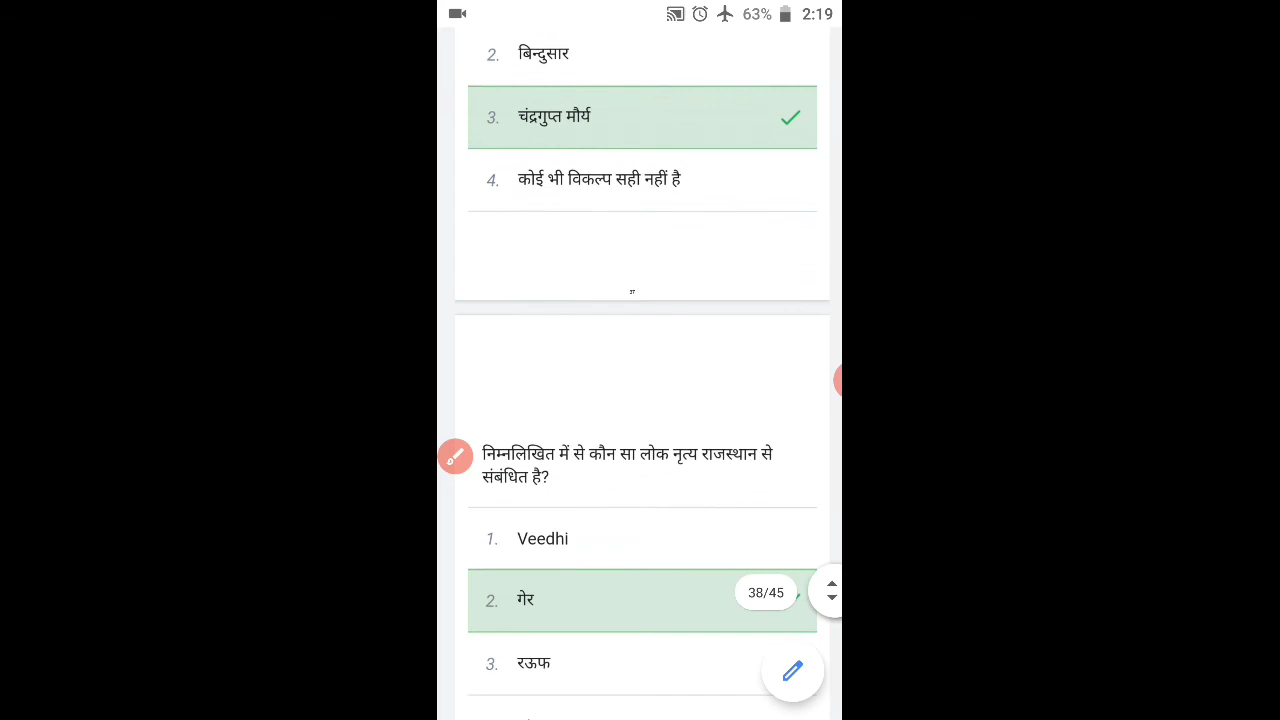 63% 2:19
2. बिन्दुसार
3. चंद्रगुप्त मौर्य
4. कोई भी विकल्प सही नहीं है
37
निम्नलिखित में से कौन सा लोक नृत्य राजस्थान से
संबंधित है?
1. Veedhi
2. गेर
38/45
3. रऊफ